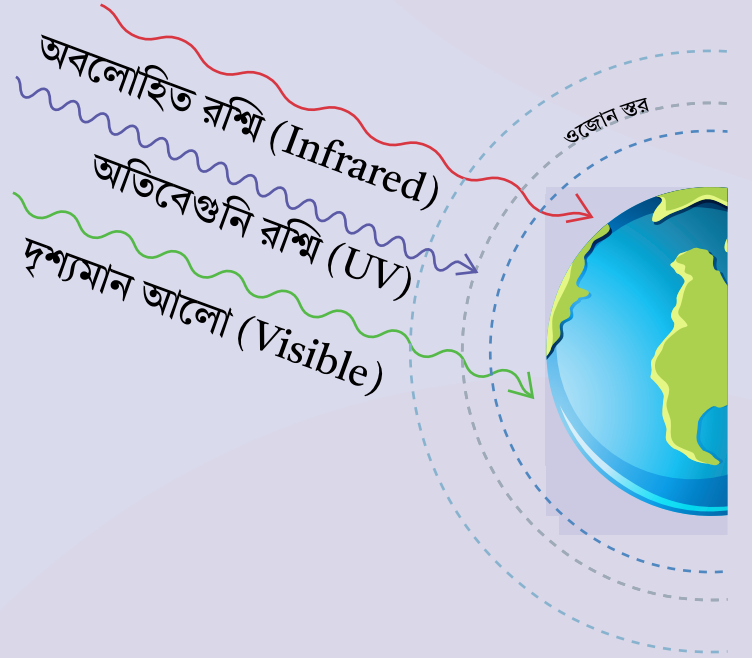 অবলোহিত রশ্মি (Infrared)
অতিবেগুনি রশ্মি (UV)
দৃশ্যমান আলো (Visible)
ওজোন স্তর